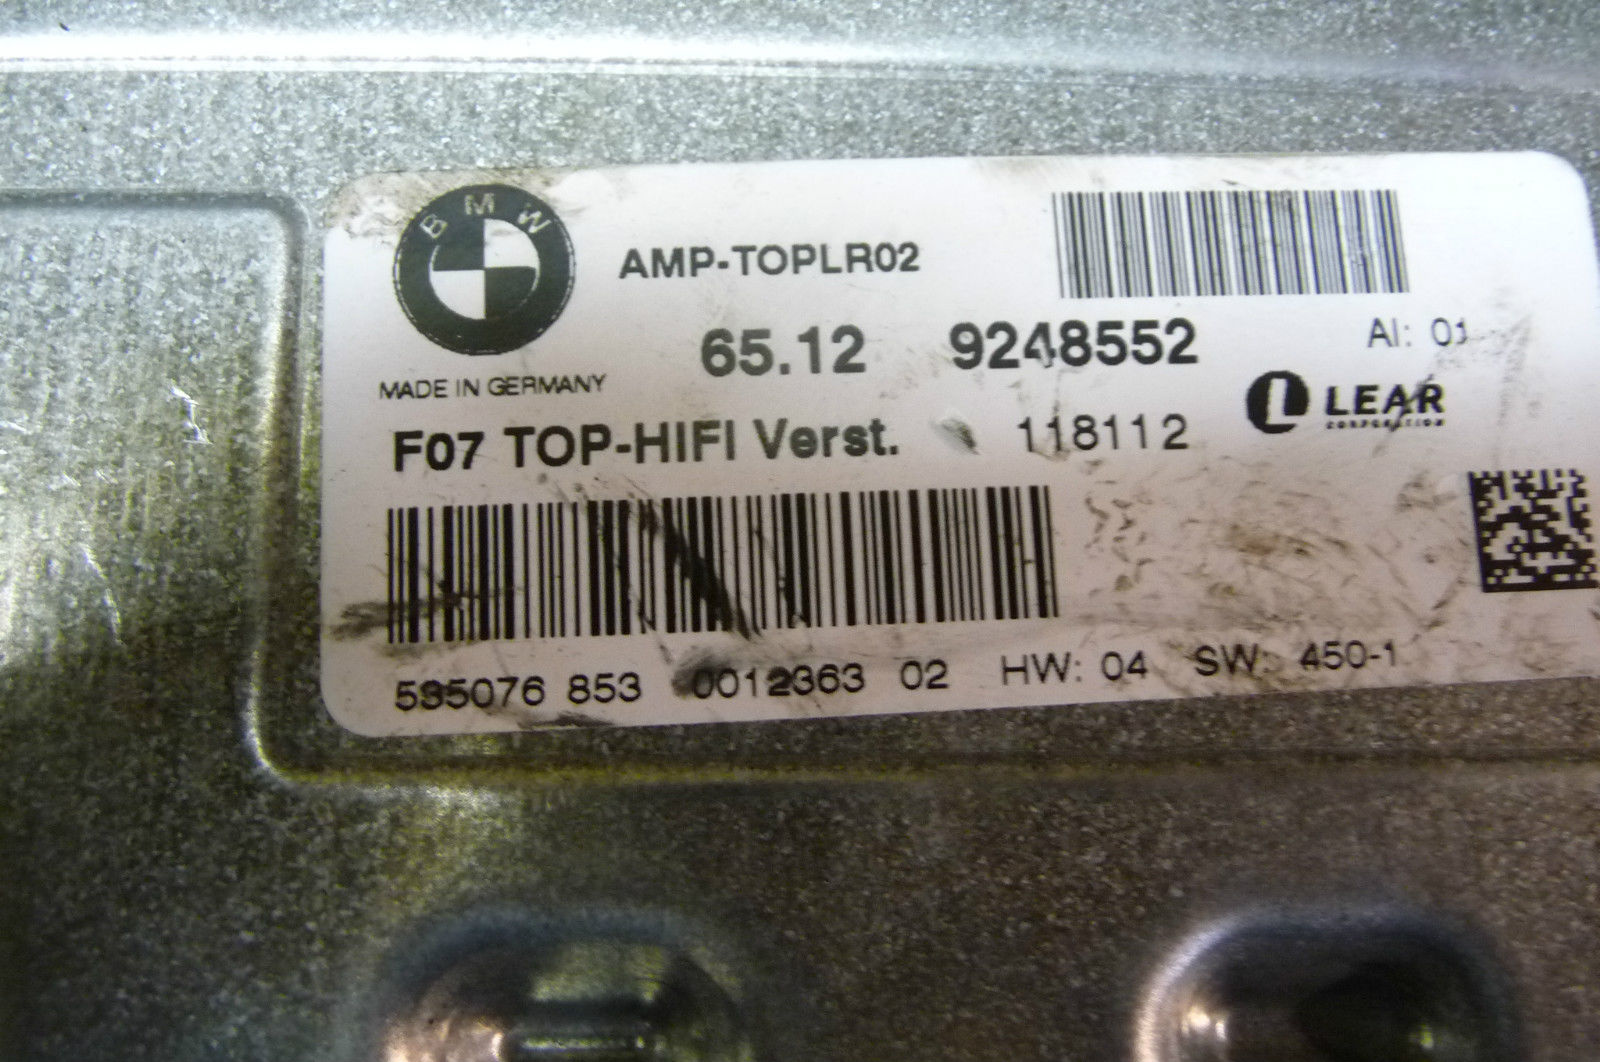 BMW
AMP-TOPLR02
65.12 9248552 AI: 01
MADE IN GERMANY
LEAR
CORPORATION
F07 TOP-HIFI Verst. 118112
595076 853 0012363 02 HW: 04 SW: 450-1